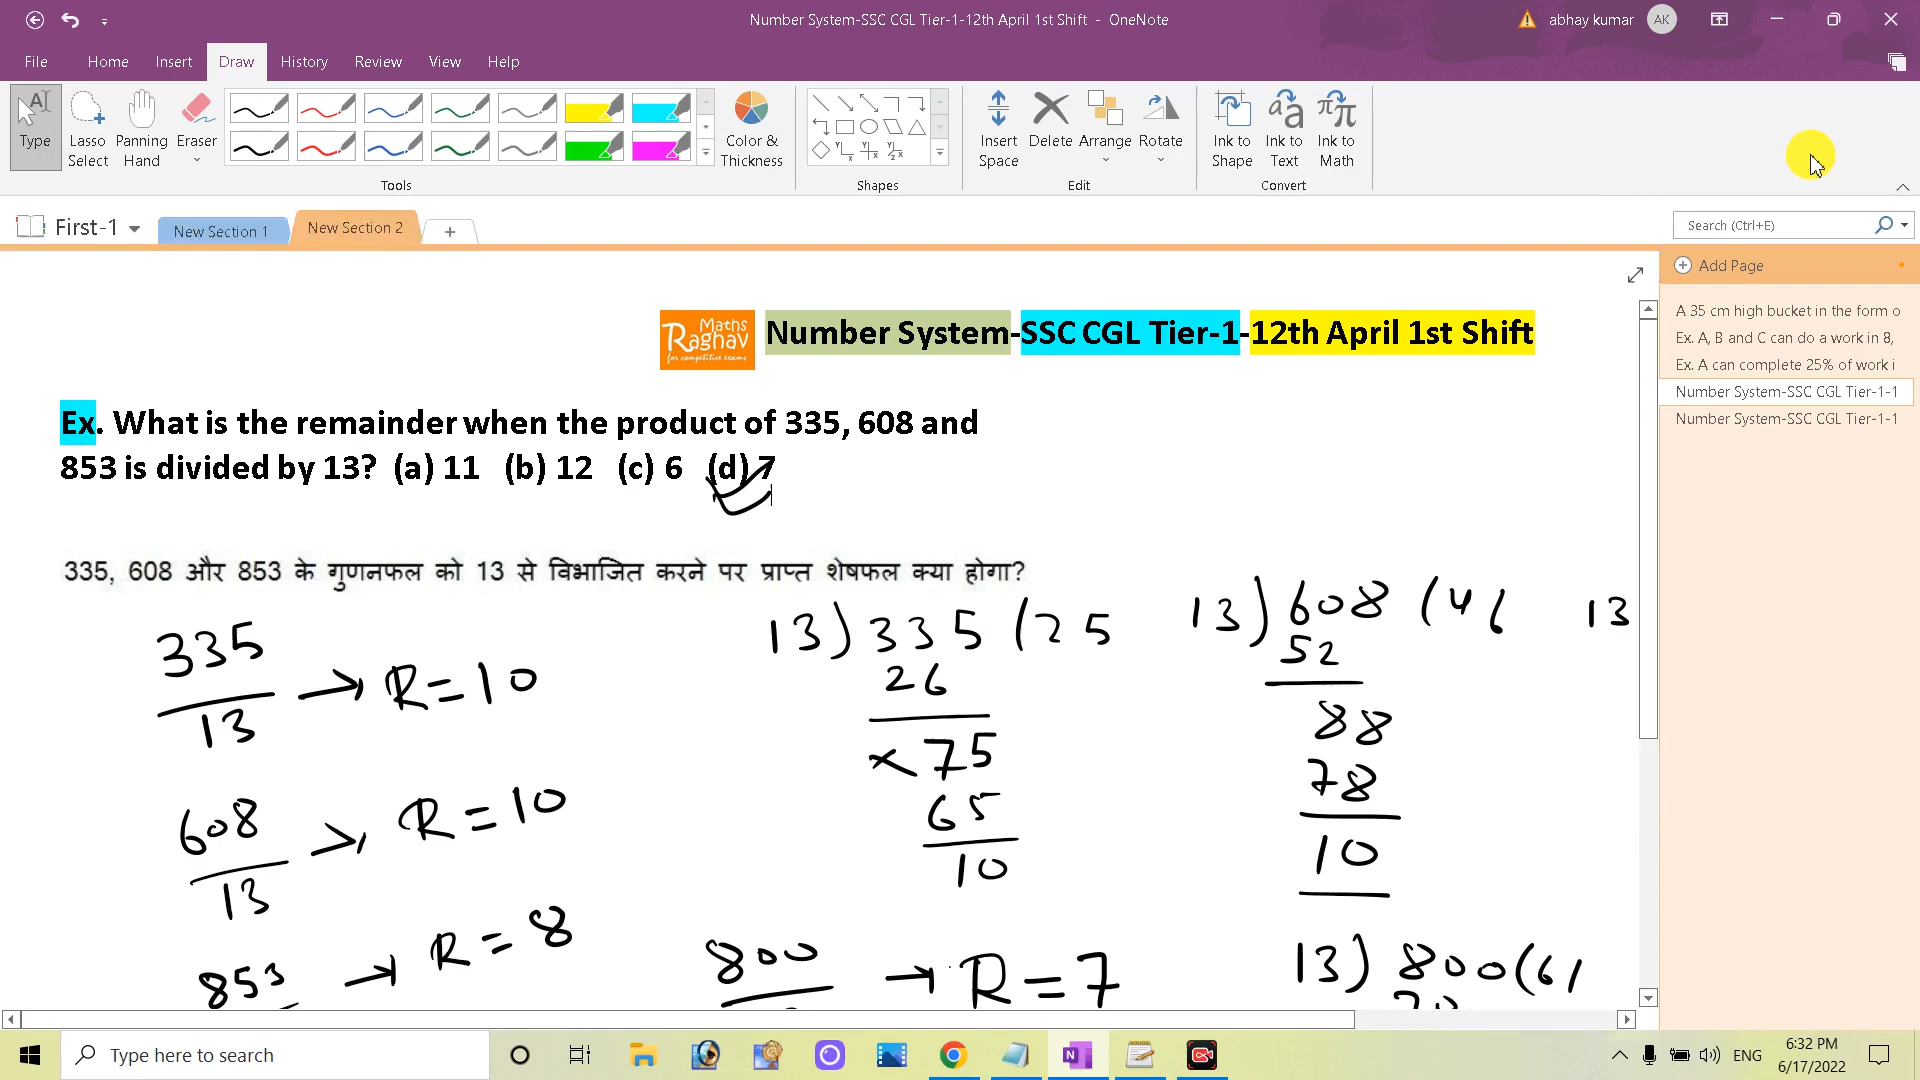 Number System-SSC CGL Tier-1-12th April 1st Shift - OneNote
abhay kumar
AK
File Home Insert Draw History Review View Help
Type
Lasso Select
Panning Hand
Eraser
Color & Thickness
Insert Space
Delete
Arrange
Rotate
Ink to Shape
Ink to Text
Ink to Math
Tools
Shapes
Edit
Convert
First-1
New Section 1
New Section 2
+
Search (Ctrl+E)
Add Page
A 35 cm high bucket in the form o
Ex. A, B and C can do a work in 8,
Ex. A can complete 25% of work i
Number System-SSC CGL Tier-1-1
Number System-SSC CGL Tier-1-1
Maths
Raghav
for competitive exams
Number System-SSC CGL Tier-1-12th April 1st Shift
Ex. What is the remainder when the product of 335, 608 and
853 is divided by 13? (a) 11 (b) 12 (c) 6 (d) 7
335, 608 और 853 के गुणनफल को 13 से विभाजित करने पर प्राप्त शेषफल क्या होगा?
335
13
→ R=10
608
13
→ R=10
853 → R=8
13)335(25
26
×75
65
10
13)608(46
52
88
78
10
13
800 → R=7
13)800(61
Type here to search
ENG
6:32 PM
6/17/2022